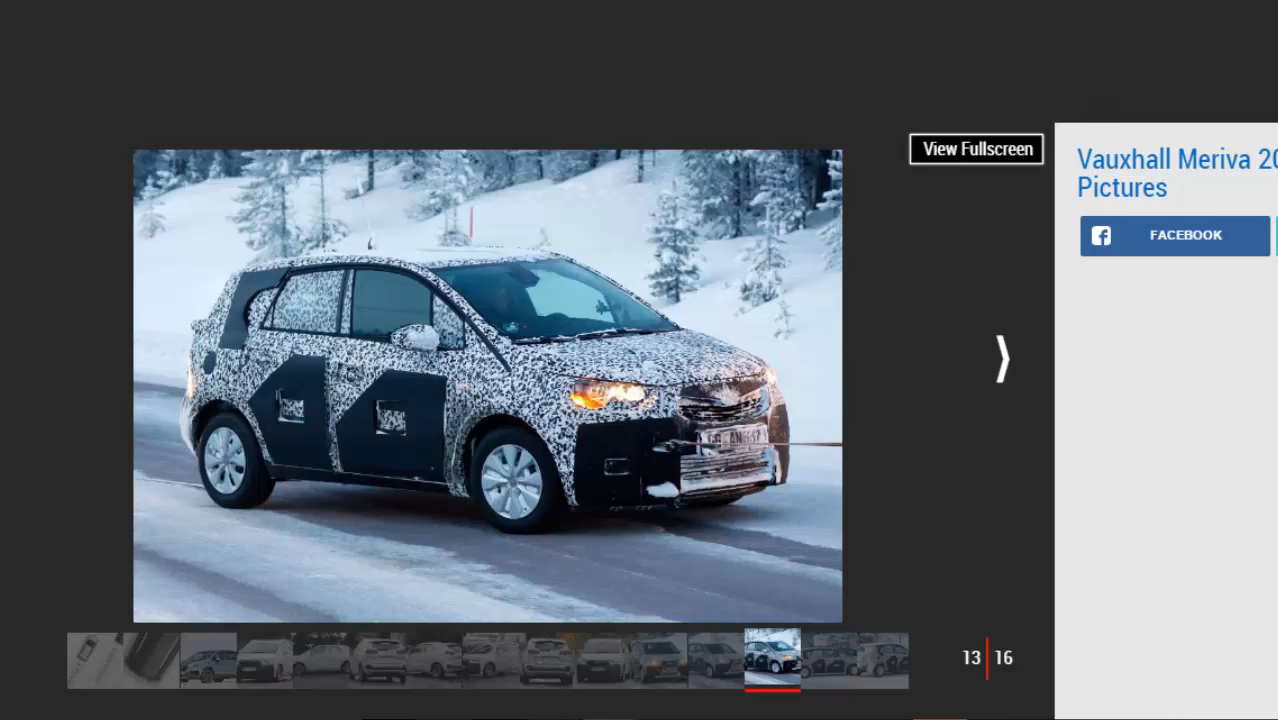 View Fullscreen
Vauxhall Meriva 20
Pictures
FACEBOOK
13 16